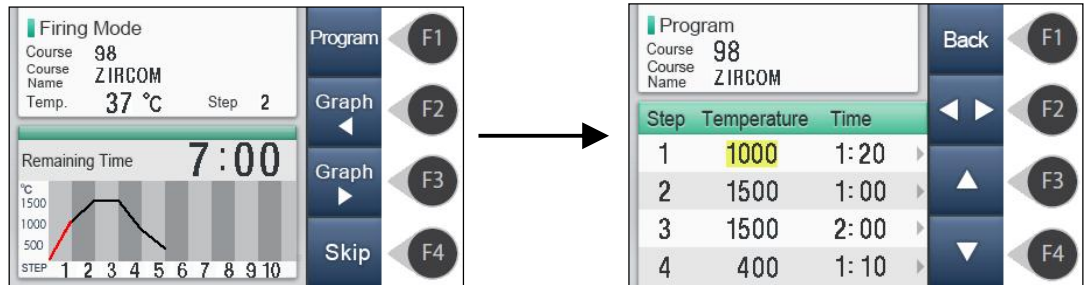 Firing Mode
Course 98
Course Name ZIRCOM
Temp. 37 °C Step 2
Remaining Time 7:00
°C
1500
1000
500
STEP 1 2 3 4 5 6 7 8 9 10
Program F1
Graph F2
Graph F3
Skip F4
Program
Course 98
Course Name ZIRCOM
Step Temperature Time
1 1000 1:20
2 1500 1:00
3 1500 2:00
4 400 1:10
Back F1
F2
F3
F4